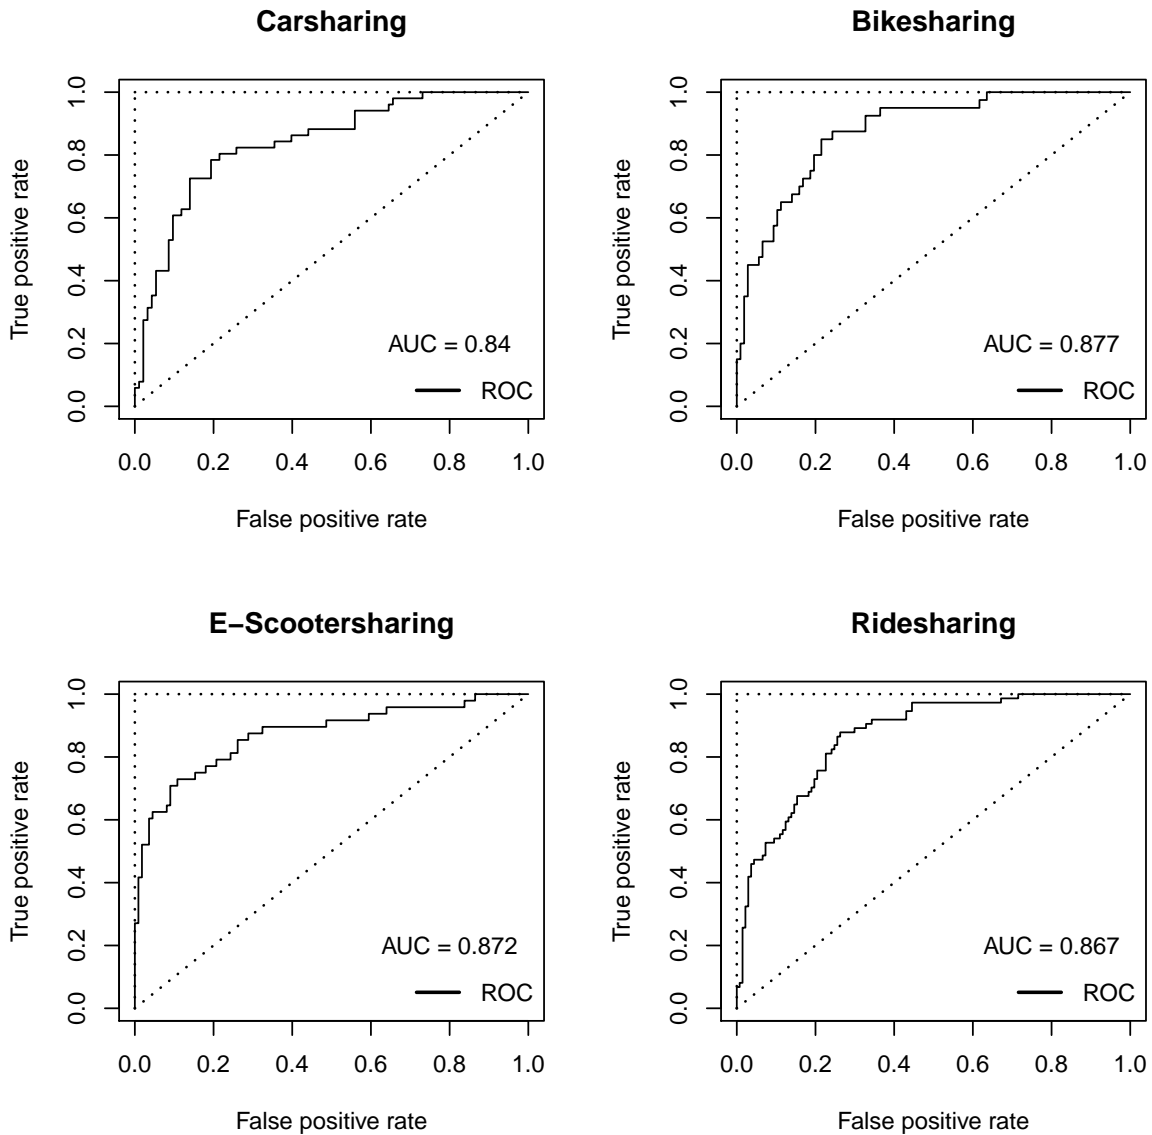 Carsharing
True positive rate
1.0
0.8
0.6
0.4
0.2
0.0
AUC = 0.84
ROC
0.0 0.2 0.4 0.6 0.8 1.0
False positive rate
Bikesharing
True positive rate
1.0
0.8
0.6
0.4
0.2
0.0
AUC = 0.877
ROC
0.0 0.2 0.4 0.6 0.8 1.0
False positive rate
E−Scootersharing
True positive rate
1.0
0.8
0.6
0.4
0.2
0.0
AUC = 0.872
ROC
0.0 0.2 0.4 0.6 0.8 1.0
False positive rate
Ridesharing
True positive rate
1.0
0.8
0.6
0.4
0.2
0.0
AUC = 0.867
ROC
0.0 0.2 0.4 0.6 0.8 1.0
False positive rate